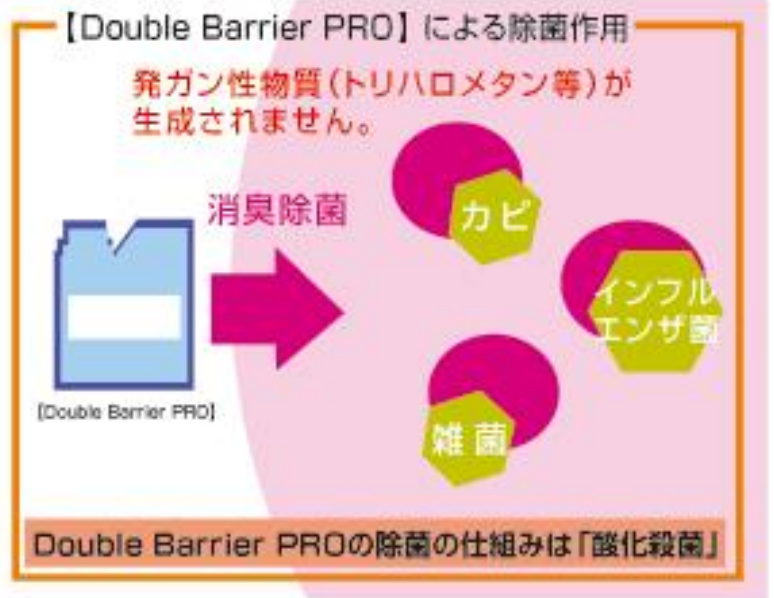 【Double Barrier PRO】による除菌作用
発ガン性物質(トリハロメタン等)が
生成されません。
消臭除菌
カビ
インフル
エンザ菌
雑菌
【Double Barrier PRO】
Double Barrier PROの除菌の仕組みは「酸化殺菌」